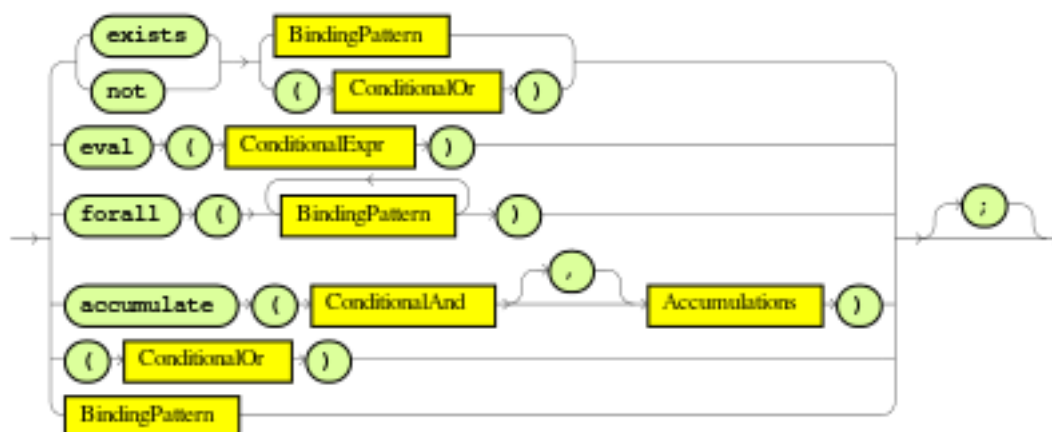 exists BindingPattern
not ( ConditionalOr )
eval ( ConditionalExpr )
forall ( BindingPattern )
;
accumulate ( ConditionalAnd , Accumulations )
( ConditionalOr )
BindingPattern